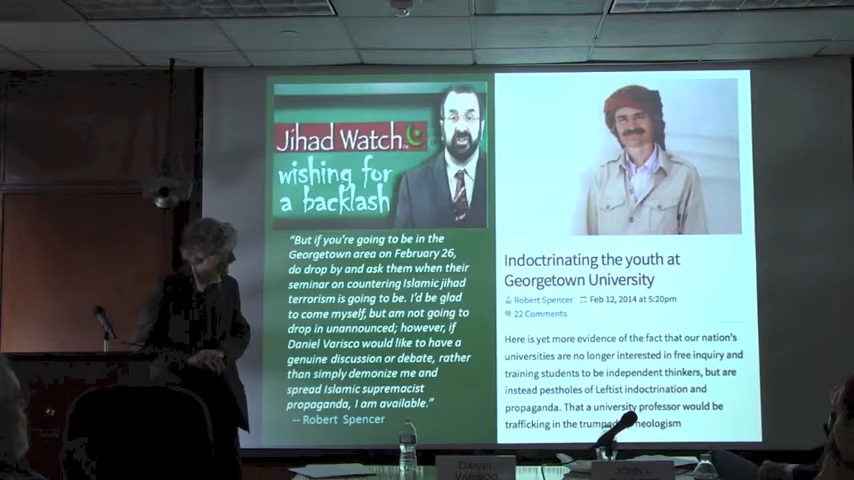 Jihad Watch
wishing for
a backlash
"But if you're going to be in the
Georgetown area on February 26,
do drop by and ask them when their
seminar on countering Islamic jihad
terrorism is going to be. I'd be glad
to come myself, but am not going to
drop in unannounced; however, if
Daniel Varisco would like to have a
genuine discussion or debate, rather
than simply demonize me and
spread Islamic supremacist
propaganda, I am available."
-- Robert Spencer
Indoctrinating the youth at
Georgetown University
Robert Spencer Feb 12, 2014 at 5:20pm
22 Comments
Here is yet more evidence of the fact that our nation's
universities are no longer interested in free inquiry and
training students to be independent thinkers, but are
instead pestholes of Leftist indoctrination and
propaganda. That a university professor would be
trafficking in the trumped neologism
DANIEL
VARISCO
JOHN L.